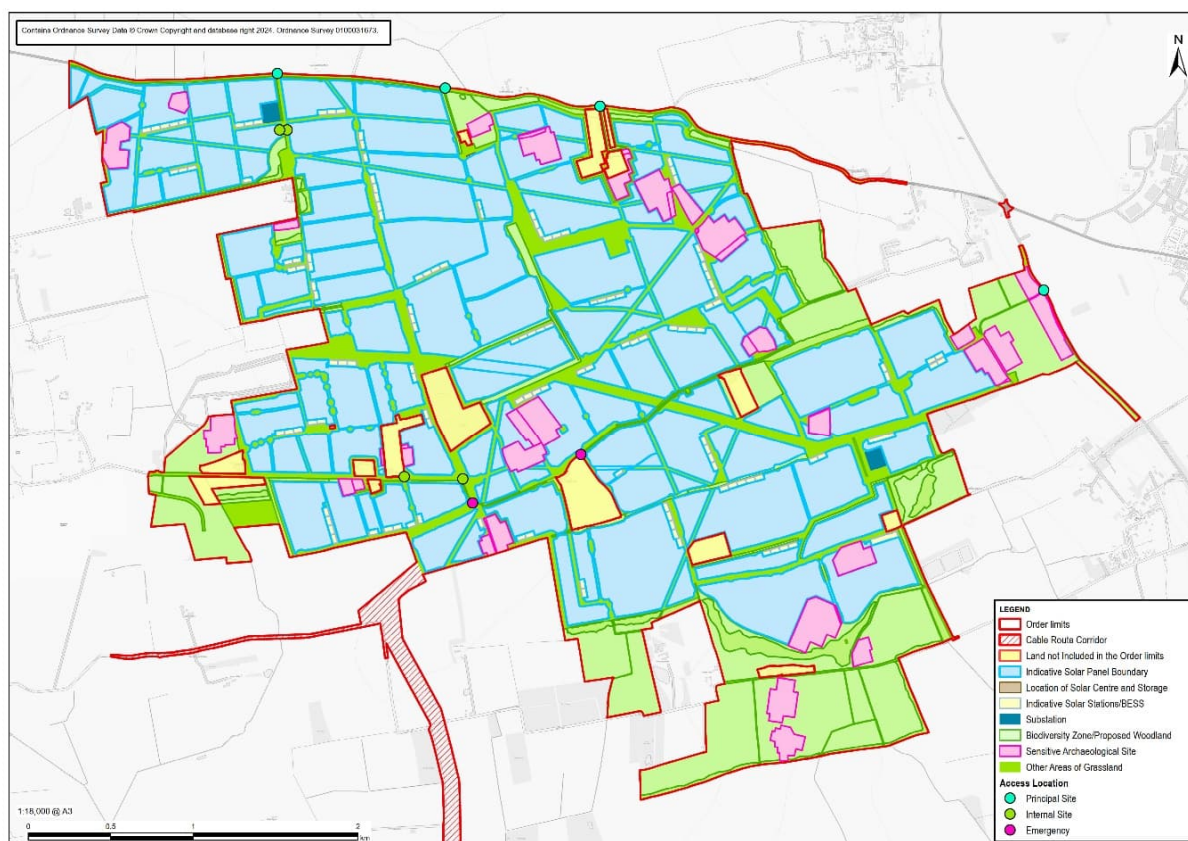 Contains Ordnance Survey Data © Crown Copyright and database right 2024. Ordnance Survey 0100031673.
N
LEGEND
Order limits
Cable Route Corridor
Land not Included in the Order limits
Indicative Solar Panel Boundary
Location of Solar Centre and Storage
Indicative Solar Stations/BESS
Substation
Biodiversity Zone/Proposed Woodland
Sensitive Archaeological Site
Other Areas of Grassland
Access Location
Principal Site
Internal Site
Emergency
1:18,000 @ A3
0 0.5 1 2
km